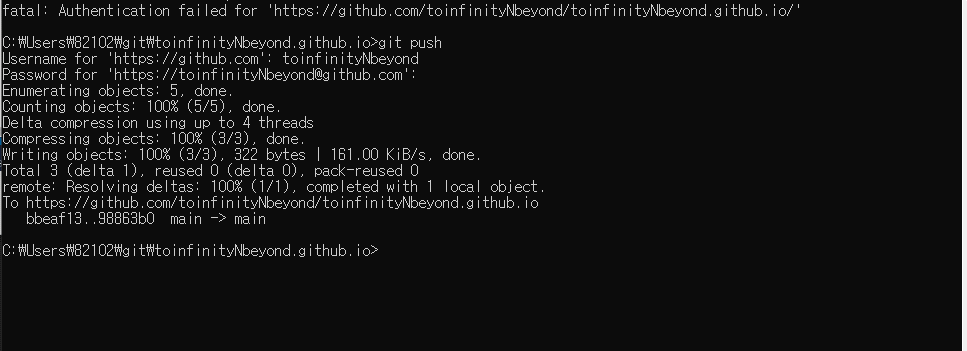 fatal: Authentication failed for 'https://github.com/toinfinityNbeyond/toinfinityNbeyond.github.io/'
C:₩Users₩82102₩git₩toinfinityNbeyond.github.io>git push
Username for 'https://github.com': toinfinityNbeyond
Password for 'https://toinfinityNbeyond@github.com':
Enumerating objects: 5, done.
Counting objects: 100% (5/5), done.
Delta compression using up to 4 threads
Compressing objects: 100% (3/3), done.
Writing objects: 100% (3/3), 322 bytes | 161.00 KiB/s, done.
Total 3 (delta 1), reused 0 (delta 0), pack-reused 0
remote: Resolving deltas: 100% (1/1), completed with 1 local object.
To https://github.com/toinfinityNbeyond/toinfinityNbeyond.github.io
   bbeaf13..98863b0  main -> main
C:₩Users₩82102₩git₩toinfinityNbeyond.github.io>